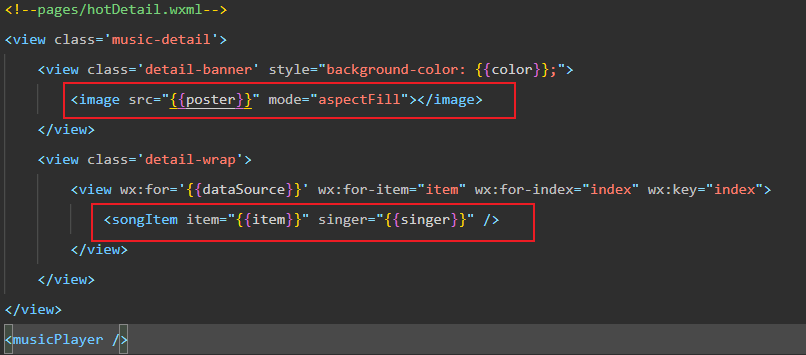 <!--pages/hotDetail.wxml-->
<view class='music-detail'>
<view class='detail-banner' style="background-color: {{color}};">
<image src="{{poster}}" mode="aspectFill"></image>
</view>
<view class='detail-wrap'>
<view wx:for='{{dataSource}}' wx:for-item="item" wx:for-index="index" wx:key="index">
<songItem item="{{item}}" singer="{{singer}}" />
</view>
</view>
</view>
<musicPlayer />